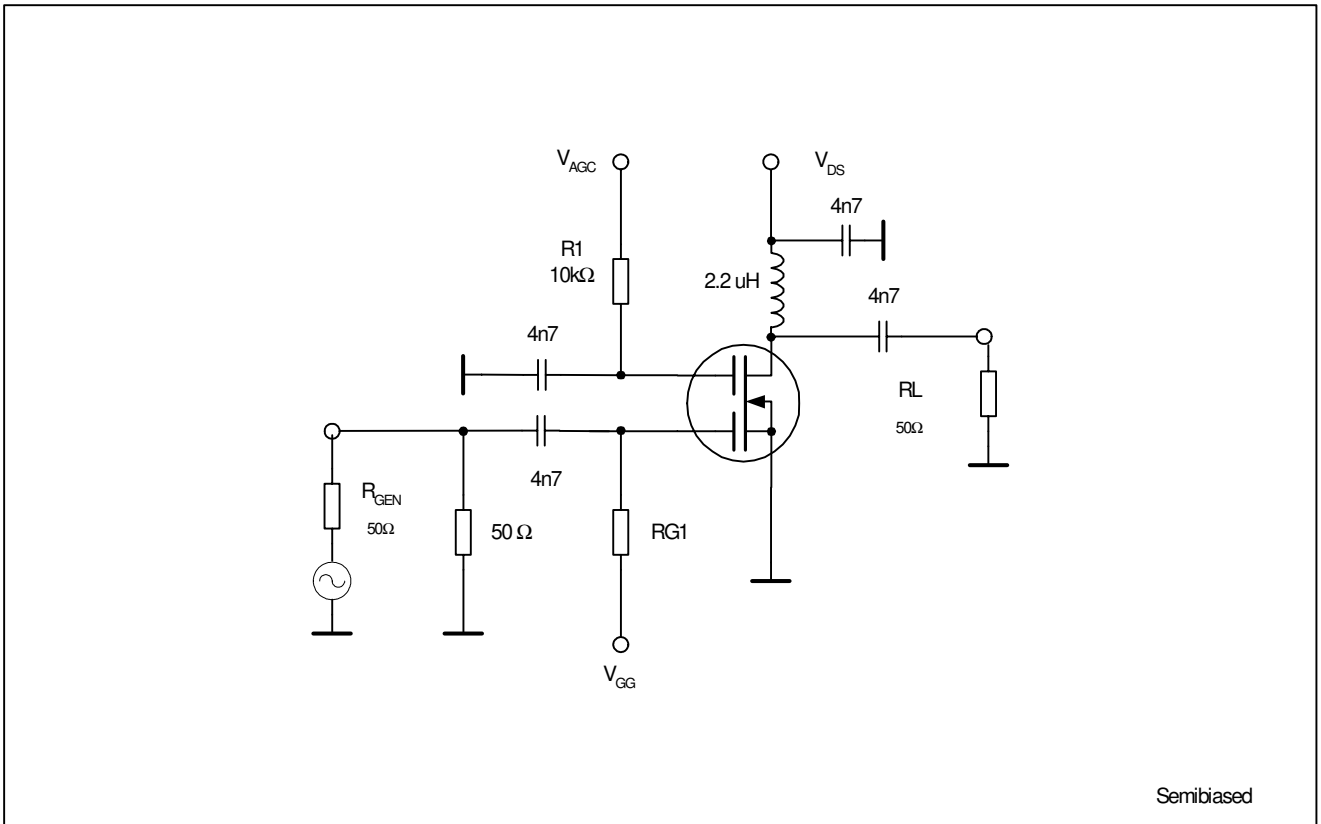 V_AGC
V_DS
4n7
R1
10kΩ
2.2 uH
4n7
4n7
RL
50Ω
4n7
R_GEN
50Ω
50 Ω
RG1
V_GG
Semibiased